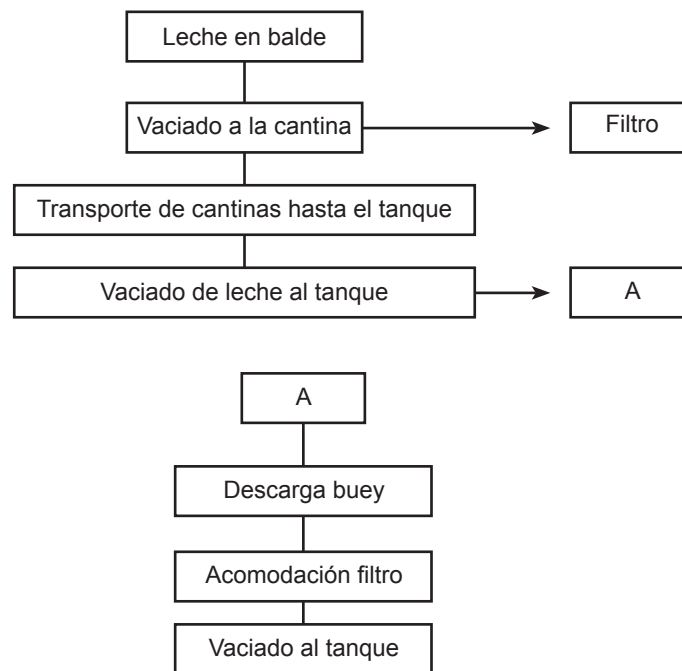 Leche en balde
Vaciado a la cantina
Filtro
Transporte de cantinas hasta el tanque
Vaciado de leche al tanque
A
A
Descarga buey
Acomodación filtro
Vaciado al tanque